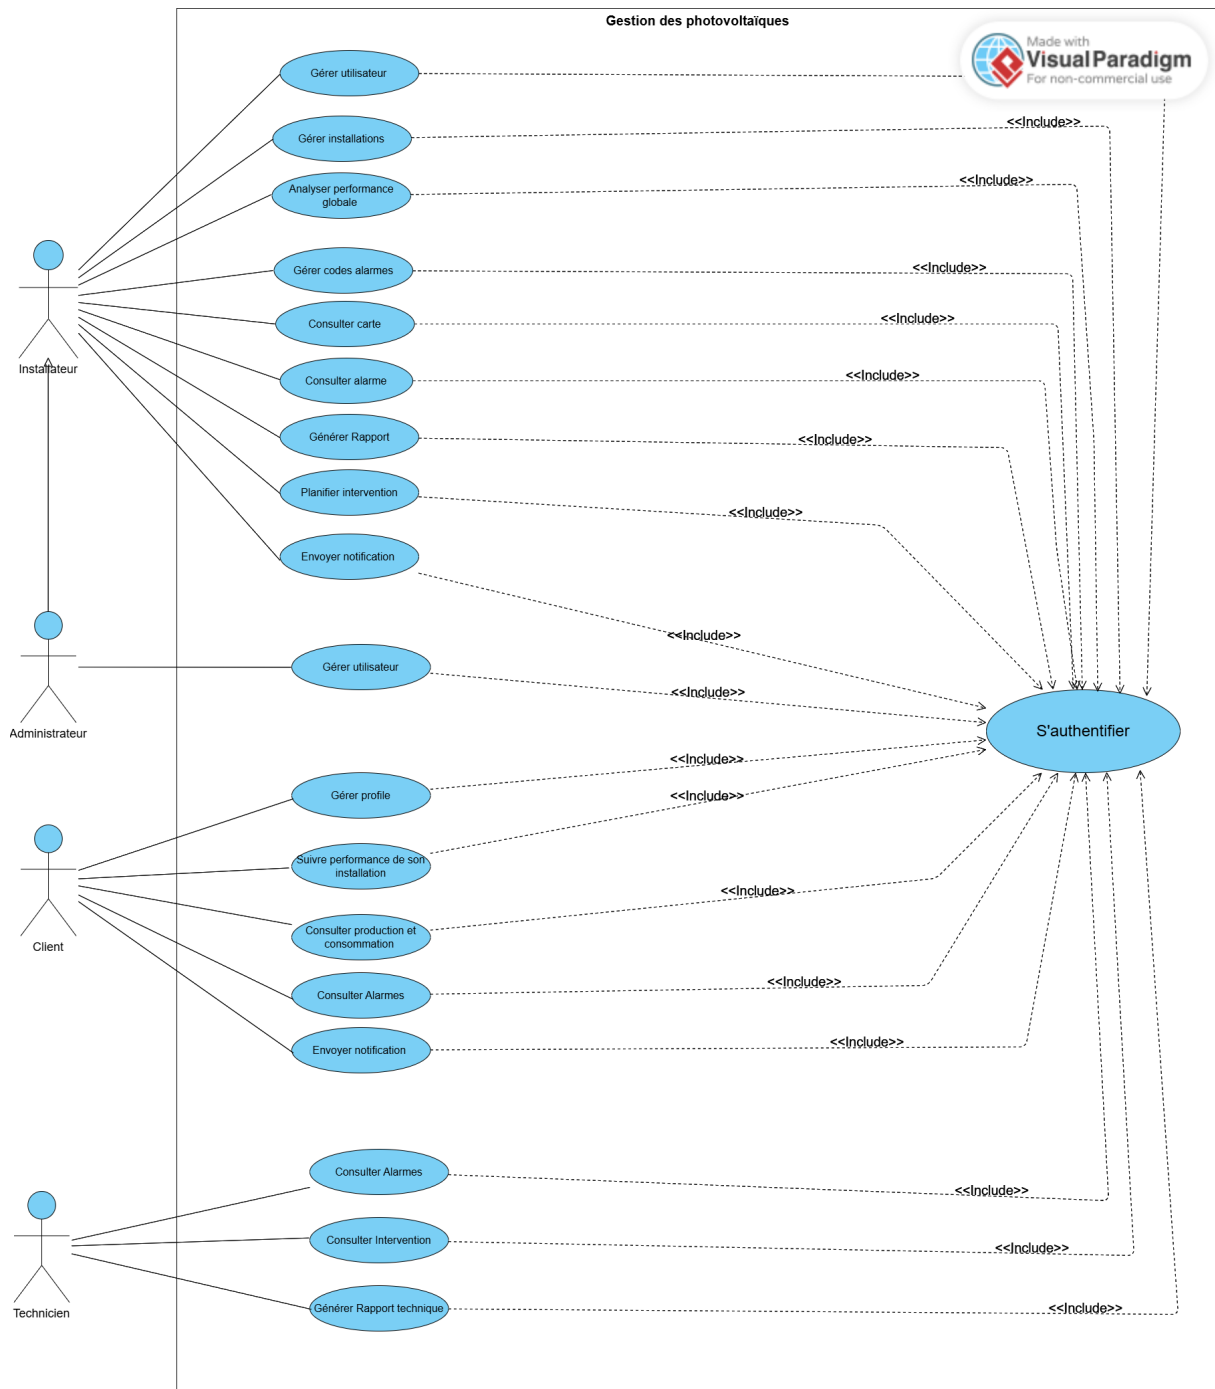 Gestion des photovoltaïques
Made with
Visual Paradigm
For non-commercial use
Gérer utilisateur
Gérer installations
<<Include>>
Analyser performance
globale
<<Include>>
Gérer codes alarmes
<<Include>>
Consulter carte
<<Include>>
Installateur
Consulter alarme
<<Include>>
Générer Rapport
<<Include>>
Planifier intervention
<<Include>>
Envoyer notification
<<Include>>
Gérer utilisateur
<<Include>>
Administrateur
S'authentifier
<<Include>>
Gérer profile
<<Include>>
Suivre performance de son
installation
<<Include>>
Consulter production et
consommation
Client
<<Include>>
Consulter Alarmes
<<Include>>
Envoyer notification
Consulter Alarmes
<<Include>>
Consulter Intervention
<<Include>>
Technicien
Générer Rapport technique
<<Include>>